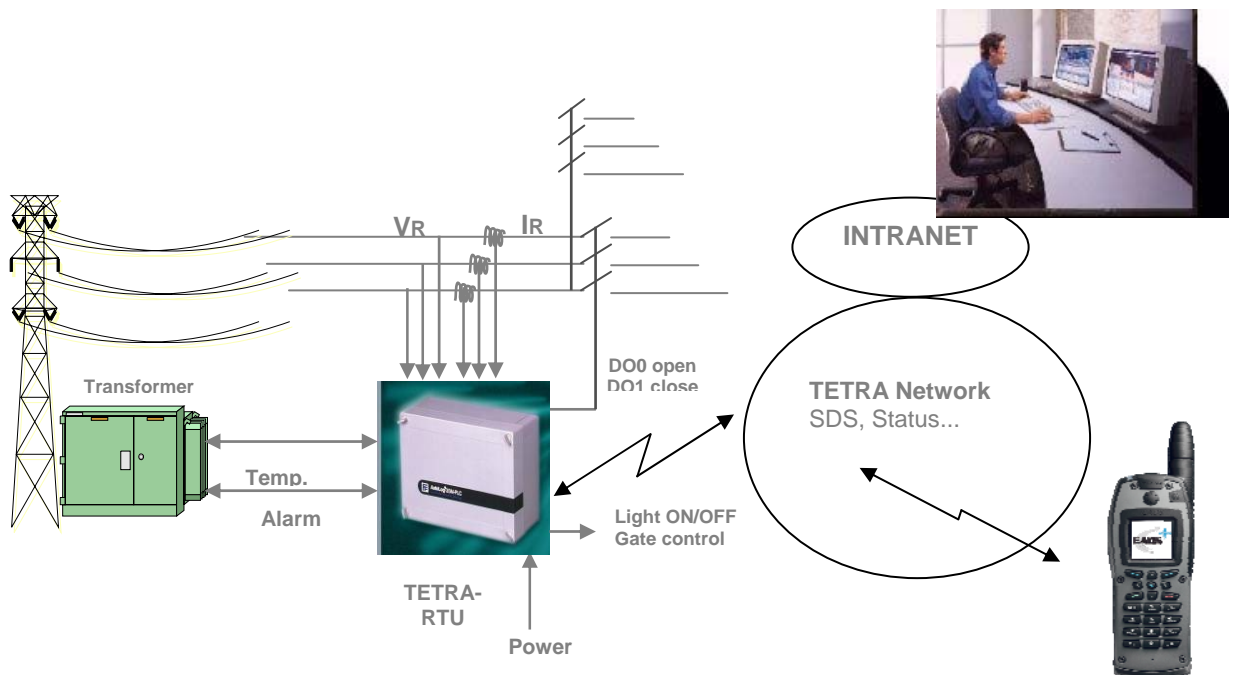 VR
IR
INTRANET
Transformer
DO0 open
DO1 close
TETRA Network
SDS, Status...
Temp.
Alarm
Light ON/OFF
Gate control
TETRA-
RTU
Power